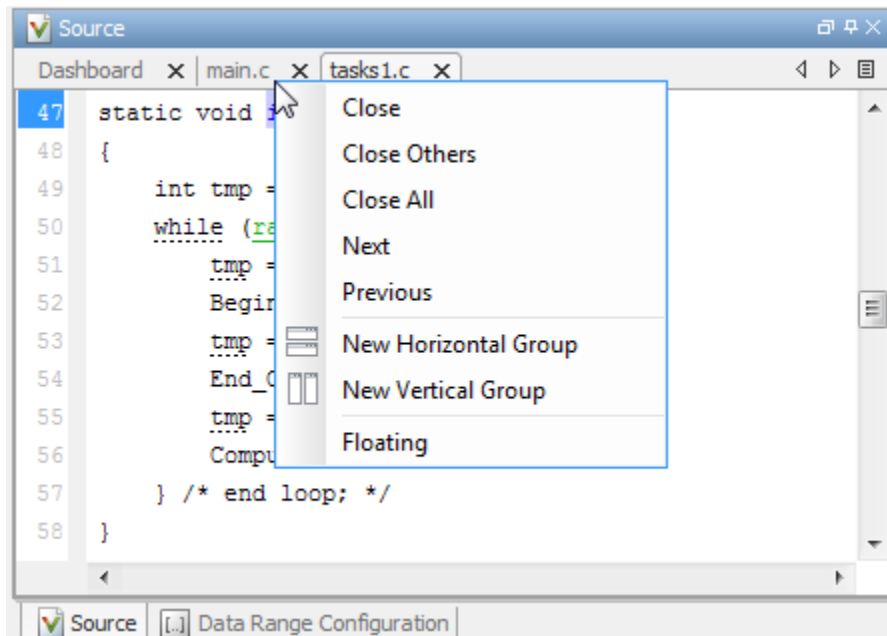 Source
Dashboard main.c tasks1.c
47 static void
48 {
49 int tmp =
50 while (ra
51 tmp =
52 Begin
53 tmp =
54 End_
55 tmp =
56 Compu
57 } /* end loop; */
58 }
Close
Close Others
Close All
Next
Previous
New Horizontal Group
New Vertical Group
Floating
Source [..] Data Range Configuration